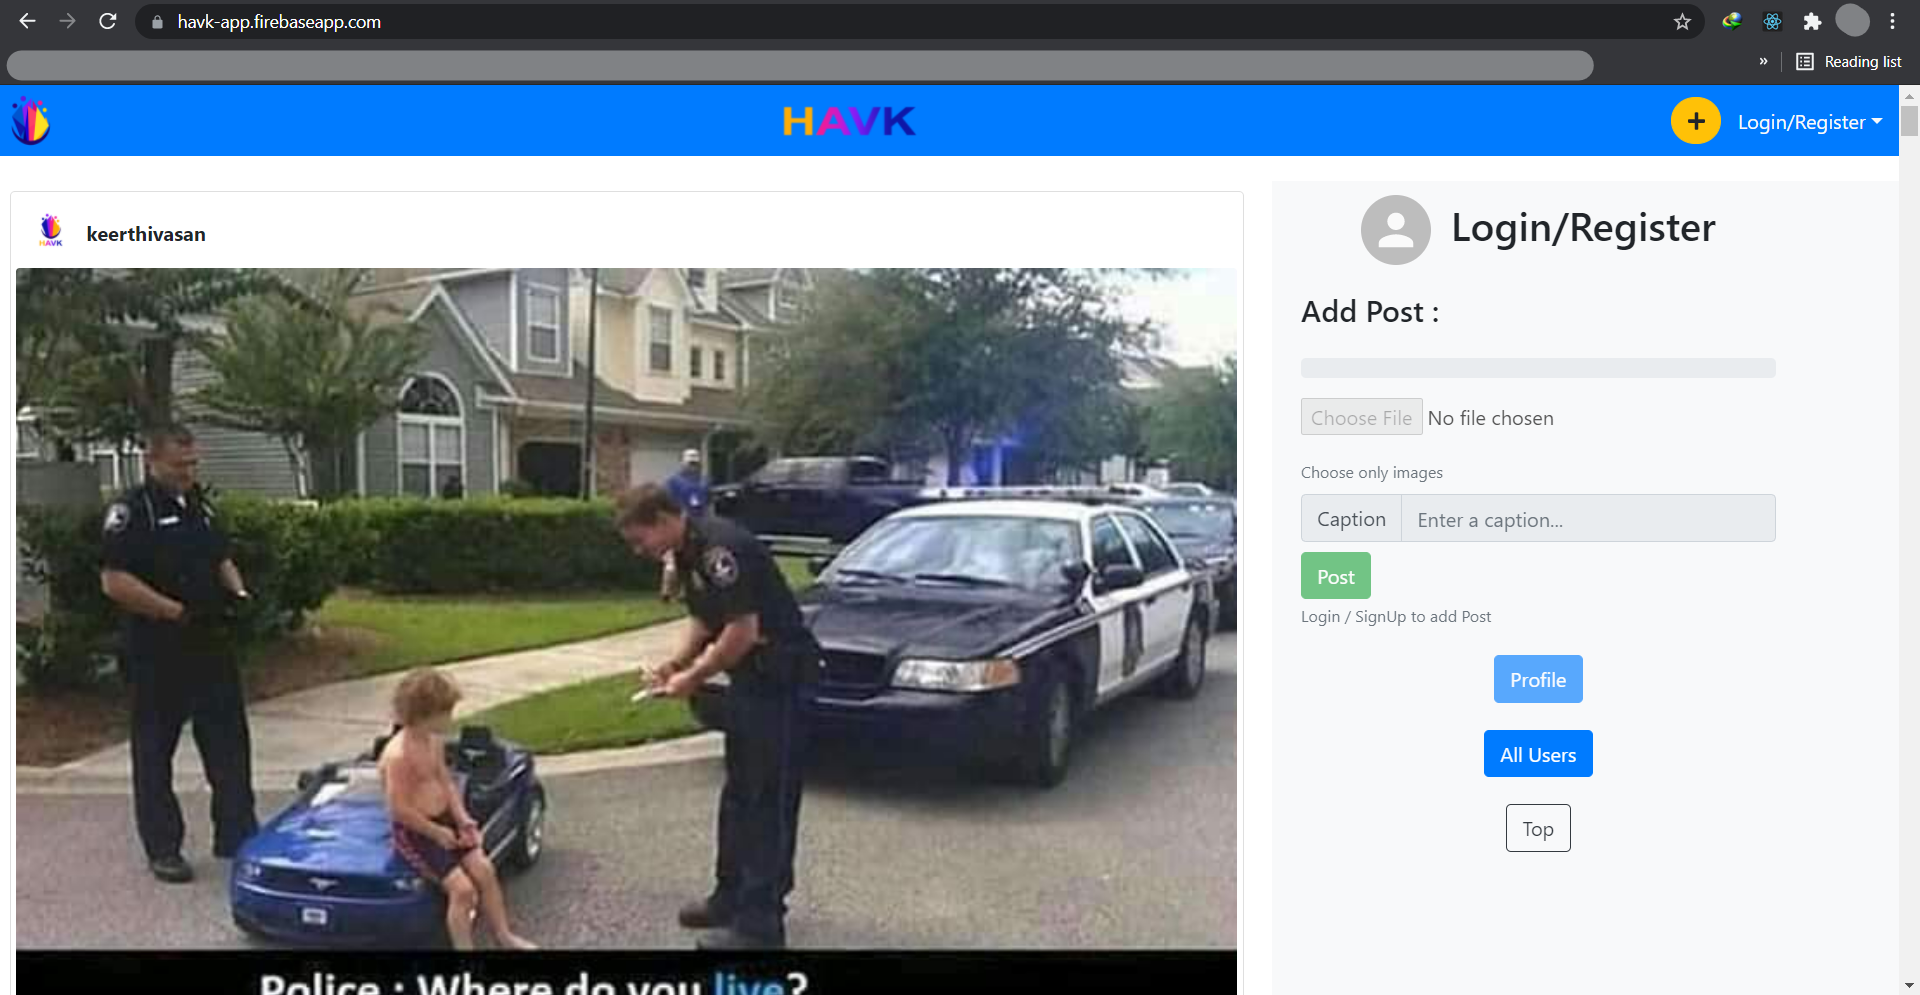 havk-app.firebaseapp.com
» Reading list
HAVK
+ Login/Register
HAVK
keerthivasan
Login/Register
Add Post :
Choose File No file chosen
Choose only images
Caption Enter a caption...
Post
Login / SignUp to add Post
Profile
All Users
Top
Police : Where do you live?